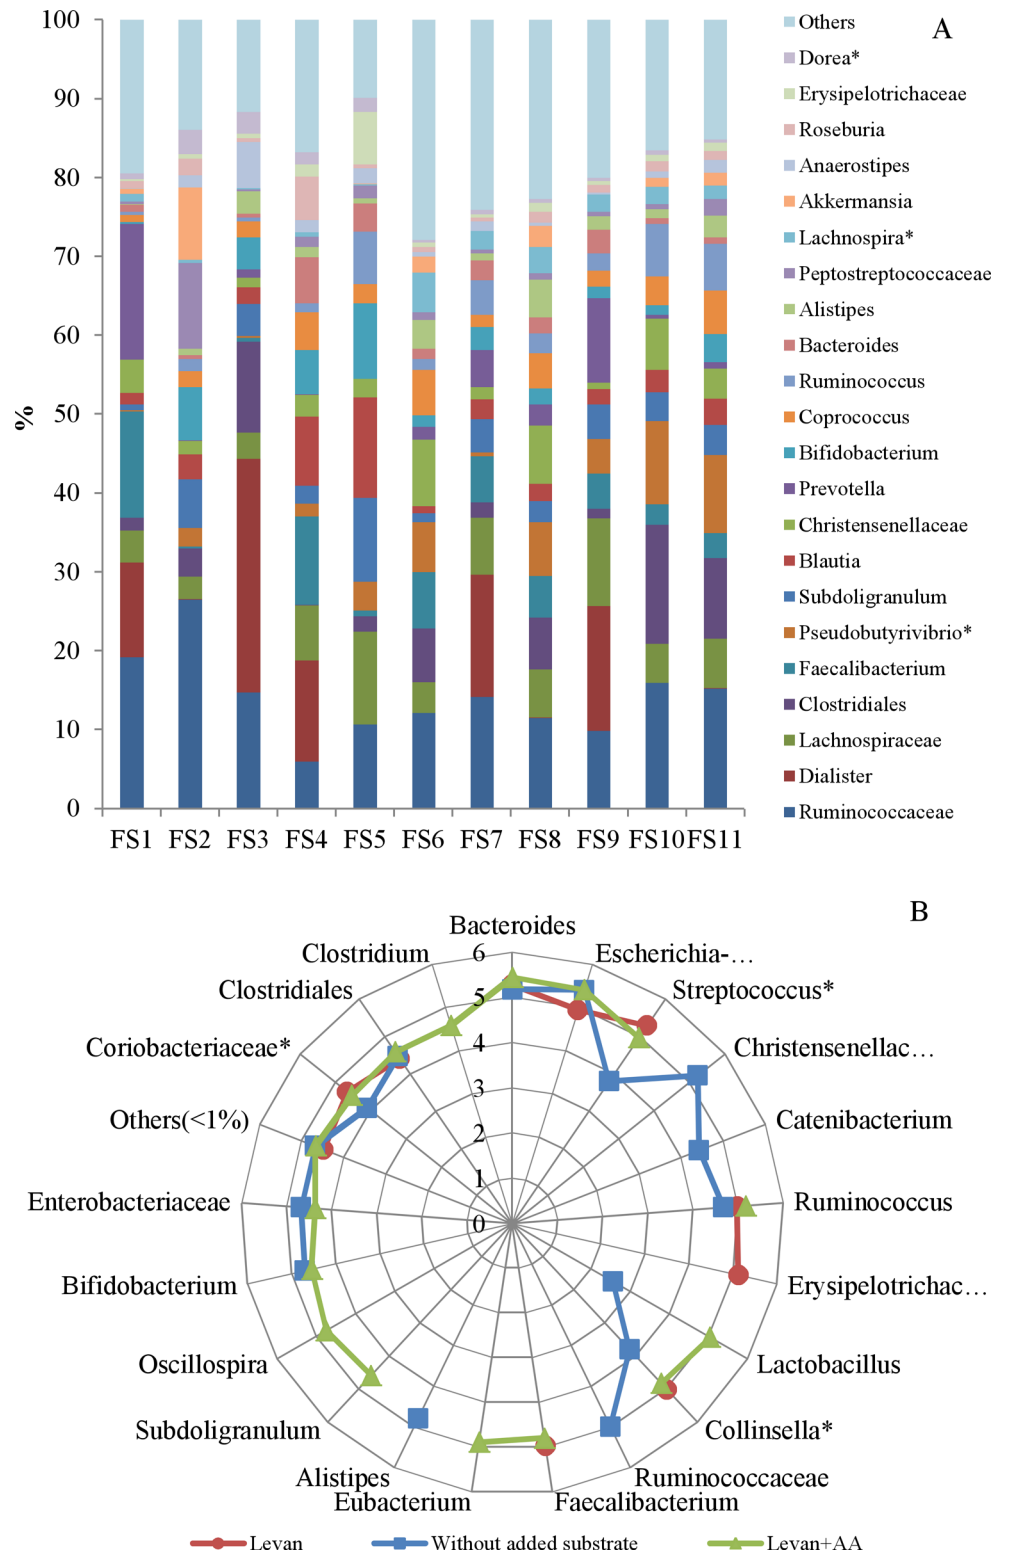 A
100
90
80
70
60
50
40
30
20
10
0
%
FS1 FS2 FS3 FS4 FS5 FS6 FS7 FS8 FS9 FS10 FS11
Others
Dorea*
Erysipelotrichaceae
Roseburia
Anaerostipes
Akkermansia
Lachnospira*
Peptostreptococcaceae
Alistipes
Bacteroides
Ruminococcus
Coprococcus
Bifidobacterium
Prevotella
Christensenellaceae
Blautia
Subdoligranulum
Pseudobutyrivibrio*
Faecalibacterium
Clostridiales
Lachnospiraceae
Dialister
Ruminococcaceae
B
Bacteroides
Escherichia-…
Streptococcus*
Christensenellac…
Catenibacterium
Ruminococcus
Erysipelotrichac…
Lactobacillus
Collinsella*
Ruminococcaceae
Faecalibacterium
Eubacterium
Alistipes
Subdoligranulum
Oscillospira
Bifidobacterium
Enterobacteriaceae
Others(<1%)
Coriobacteriaceae*
Clostridiales
Clostridium
6
5
4
3
2
1
0
Levan
Without added substrate
Levan+AA